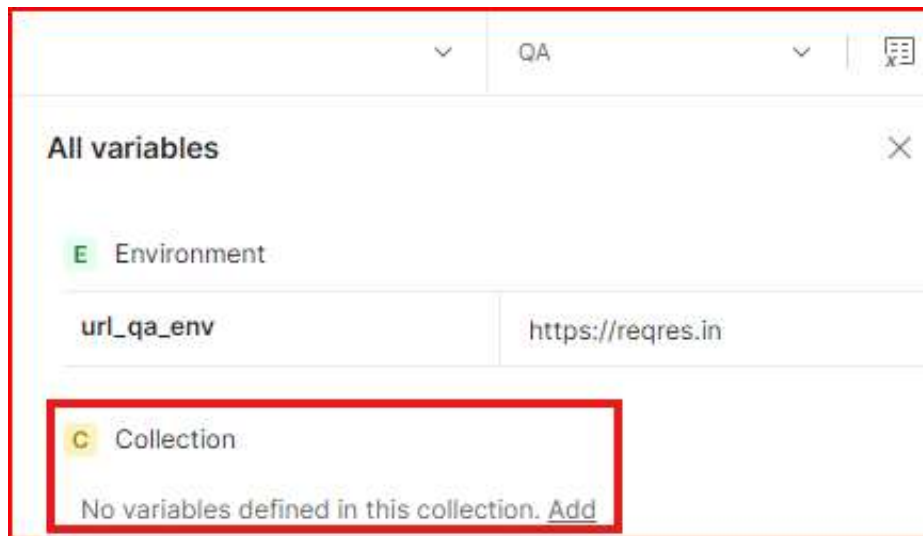 QA
All variables
E Environment
url_qa_env https://reqres.in
C Collection
No variables defined in this collection. Add